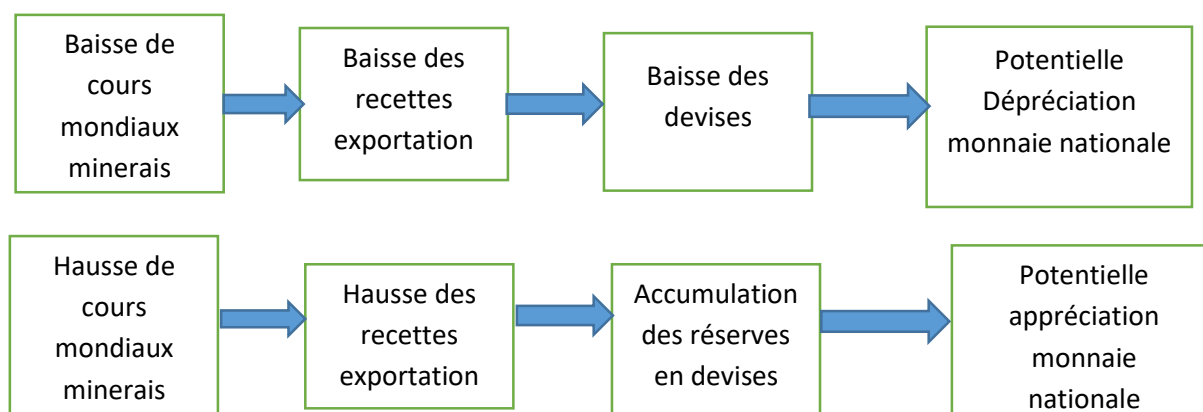 Baisse de
cours
mondiaux
minerais
Baisse des
recettes
exportation
Baisse des
devises
Potentielle
Dépréciation
monnaie nationale
Hausse de
cours
mondiaux
minerais
Hausse des
recettes
exportation
Accumulation
des réserves
en devises
Potentielle
appréciation
monnaie
nationale